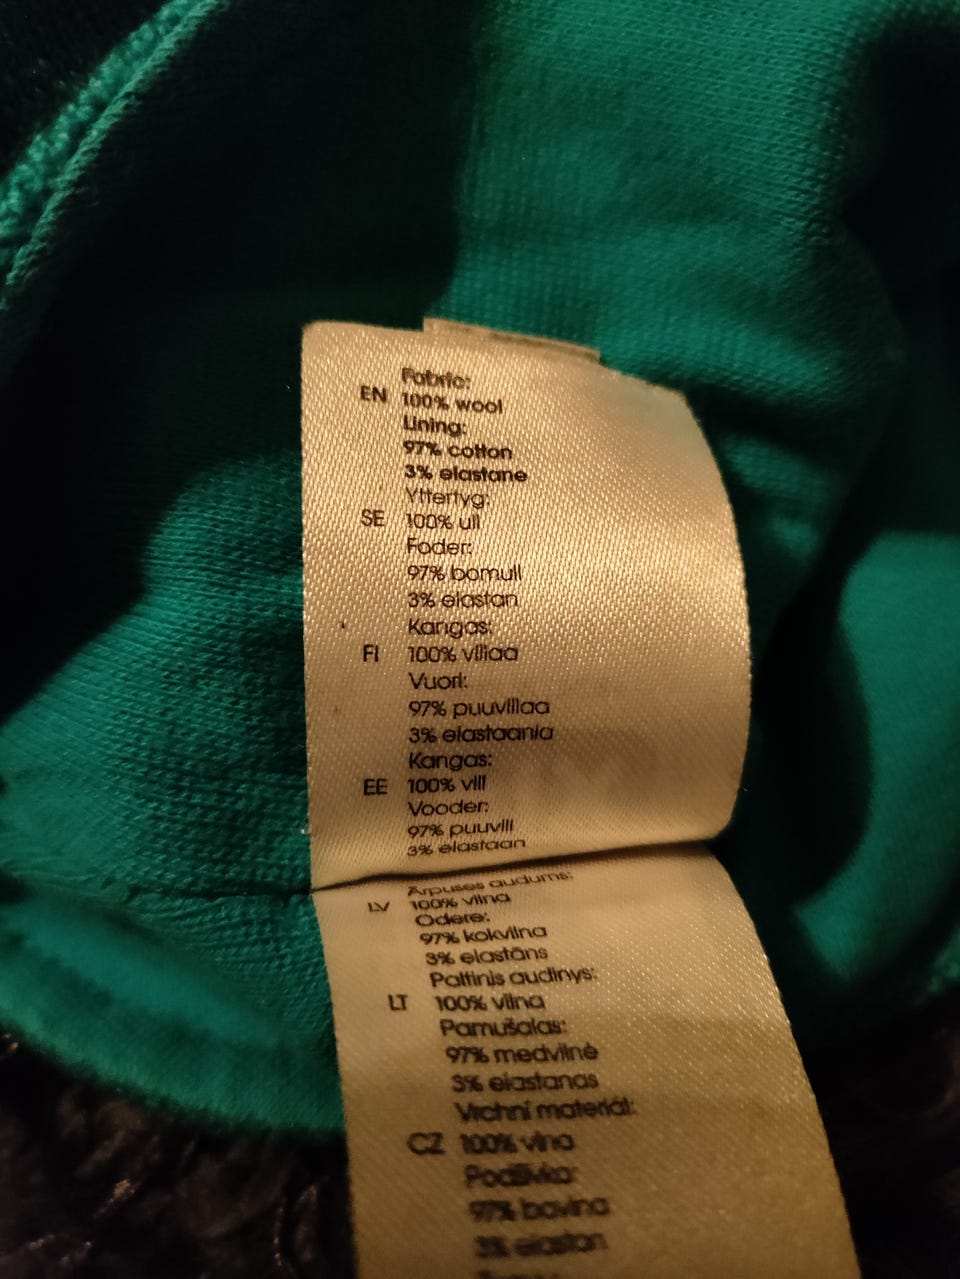 Fabric:
EN 100% wool
Lining:
97% cotton
3% elastane
Yttertyg:
SE 100% ull
Foder:
97% bomull
3% elastan
Kangas:
FI 100% villaa
Vuori:
97% puuvillaa
3% elastaania
Kangas:
EE 100% vill
Vooder:
97% puuvill
3% elastaan
Ārpuses audums:
LV 100% vilna
Odere:
97% kokvilna
3% elastāns
Paltinis audinys:
LT 100% vilna
Pamušalas:
97% medvilnė
3% elastanas
Vrchní materiál:
CZ 100% vlna
Podšívka:
97% bavlna
3% elastan